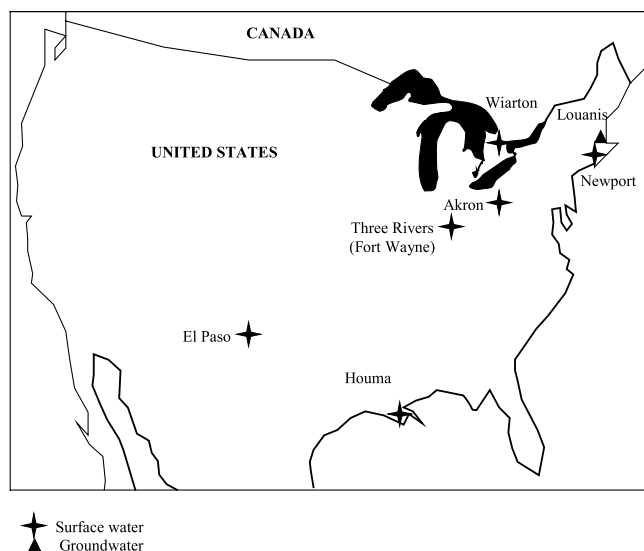 CANADA
Wiarton
Louanis
UNITED STATES
Newport
Akron
Three Rivers
(Fort Wayne)
El Paso
Houma
Surface water
Groundwater